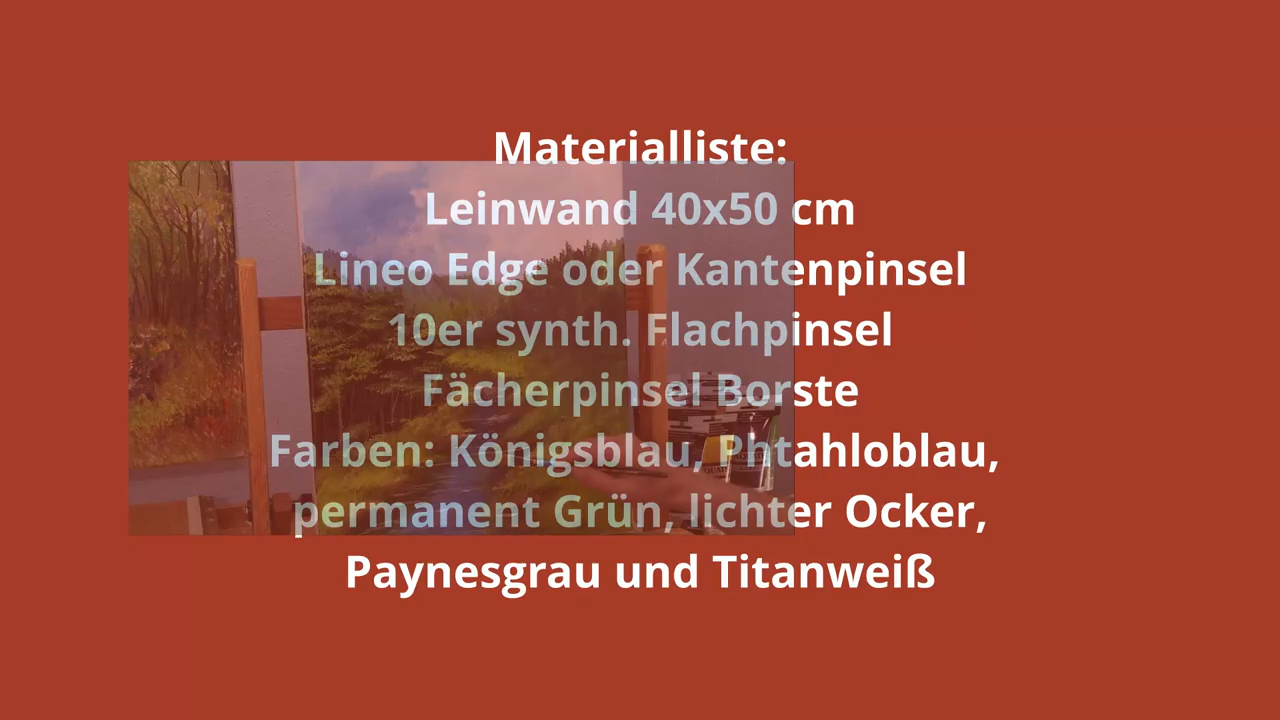 Materialliste:
Leinwand 40x50 cm
Lineo Edge oder Kantenpinsel
10er synth. Flachpinsel
Fächerpinsel Borste
Farben: Königsblau, Phtahloblau,
permanent Grün, lichter Ocker,
Paynesgrau und Titanweiß